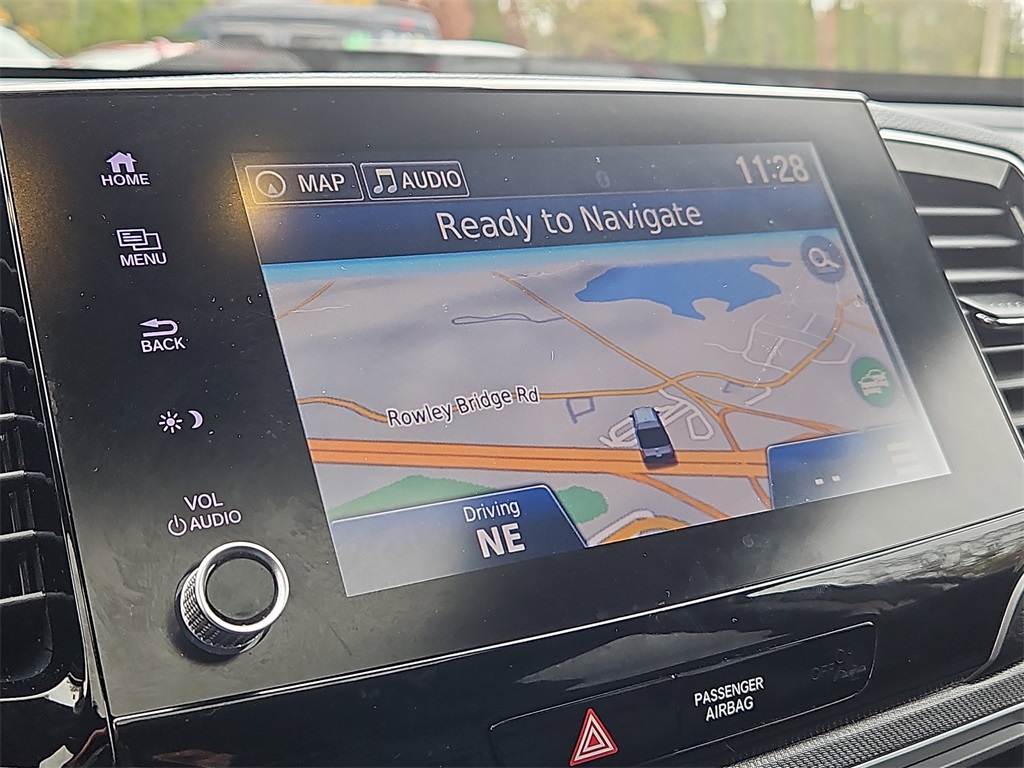 HOME
MENU
BACK
VOL
AUDIO
MAP
AUDIO
11:28
Ready to Navigate
Rowley Bridge Rd
Driving
NE
PASSENGER
AIRBAG